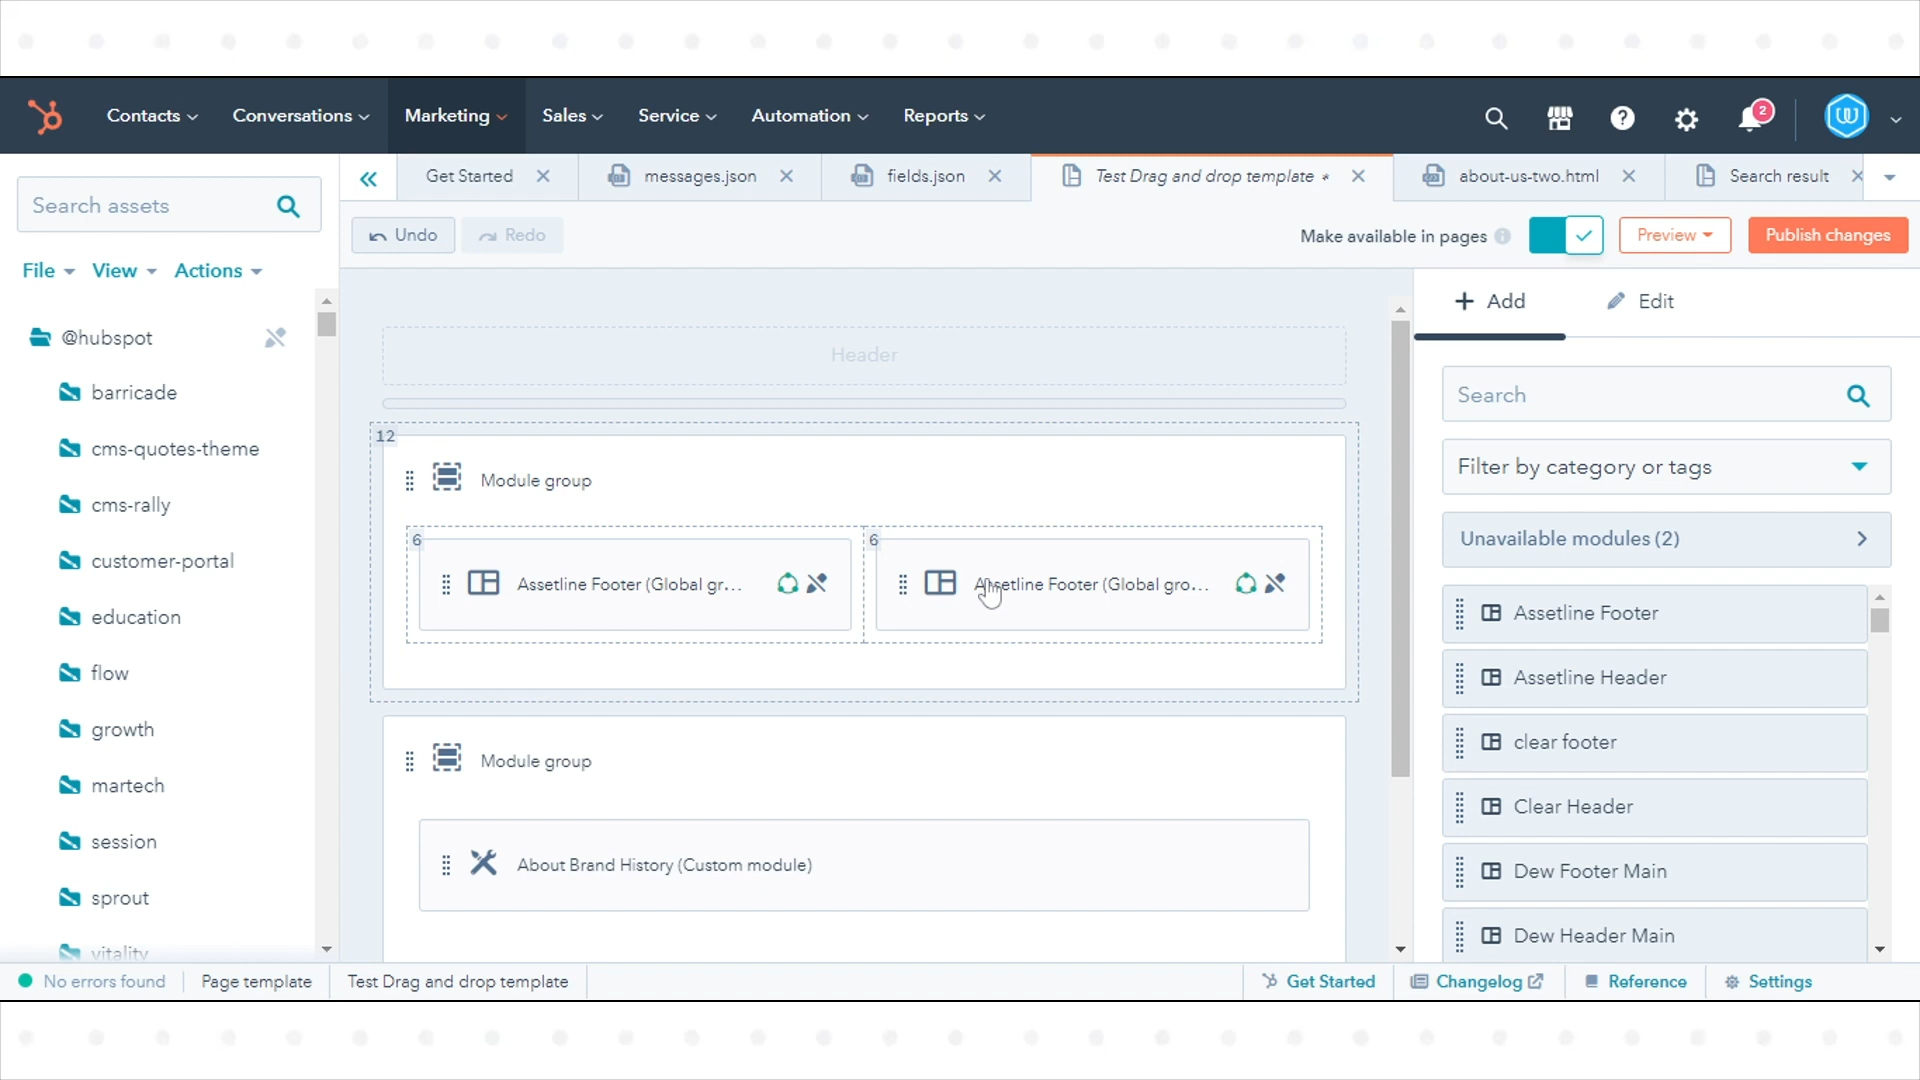 Contacts
Conversations
Marketing
Sales
Service
Automation
Reports
2
Search assets
File
View
Actions
@hubspot
barricade
cms-quotes-theme
cms-rally
customer-portal
education
flow
growth
martech
session
sprout
vitality
Get Started
messages.json
fields.json
Test Drag and drop template *
about-us-two.html
Search result
Undo
Redo
Make available in pages
Preview
Publish changes
Header
12
Module group
6
Assetline Footer (Global gr...
6
Assetline Footer (Global gro...
Module group
About Brand History (Custom module)
Add
Edit
Search
Filter by category or tags
Unavailable modules (2)
Assetline Footer
Assetline Header
clear footer
Clear Header
Dew Footer Main
Dew Header Main
No errors found
Page template
Test Drag and drop template
Get Started
Changelog
Reference
Settings